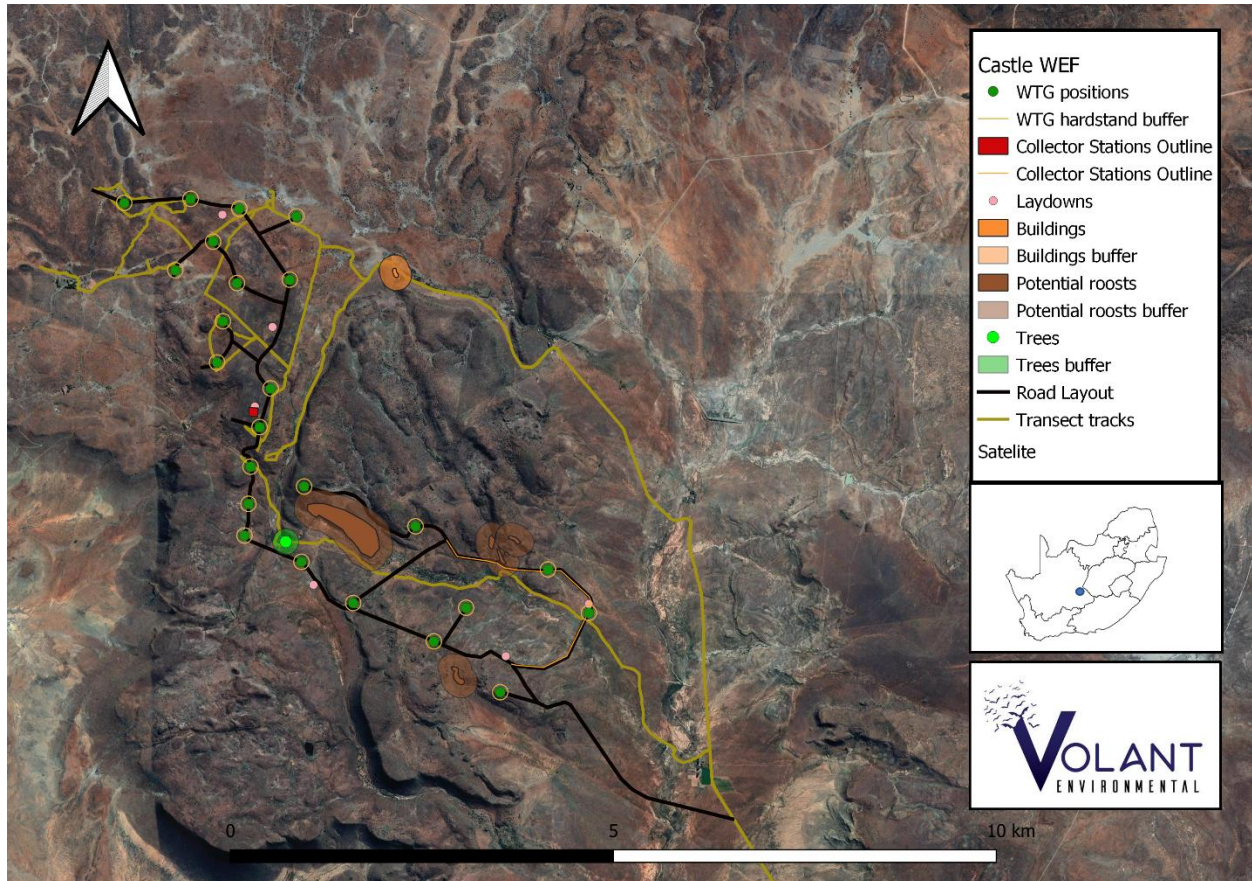 Castle WEF
WTG positions
WTG hardstand buffer
Collector Stations Outline
Collector Stations Outline
Laydowns
Buildings
Buildings buffer
Potential roosts
Potential roosts buffer
Trees
Trees buffer
Road Layout
Transect tracks
Satelite
VOLANT
ENVIRONMENTAL
0 5 10 km